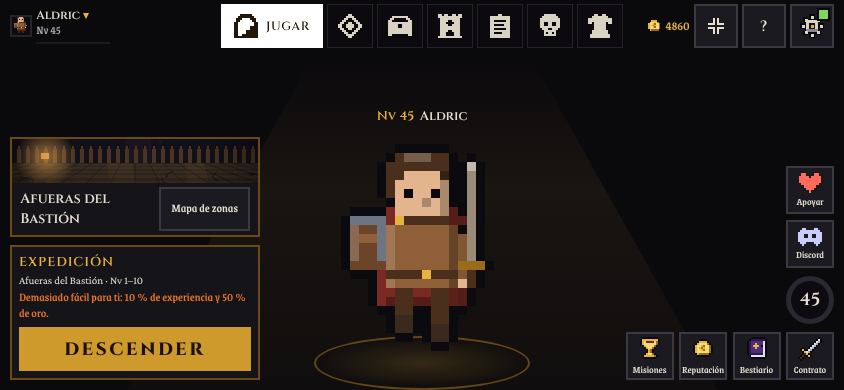 ALDRIC ▾
Nv 45
JUGAR
4860
?
Nv 45 ALDRIC
AFUERAS DEL
BASTIÓN
Mapa de zonas
EXPEDICIÓN
Afueras del Bastión · Nv 1–10
Demasiado fácil para ti: 10 % de experiencia y 50 %
de oro.
DESCENDER
Apoyar
Discord
45
Misiones
Reputación
Bestiario
Contrato